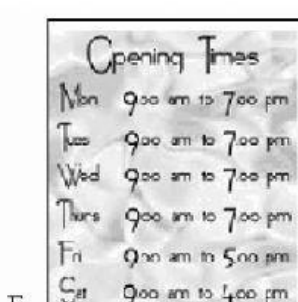 Opening Times
Mon 9.00 am to 7.00 pm
Tues 9.00 am to 7.00 pm
Wed 9.00 am to 7.00 pm
Thurs 9.00 am to 7.00 pm
Fri 9.00 am to 5.00 pm
Sat 9.00 am to pm